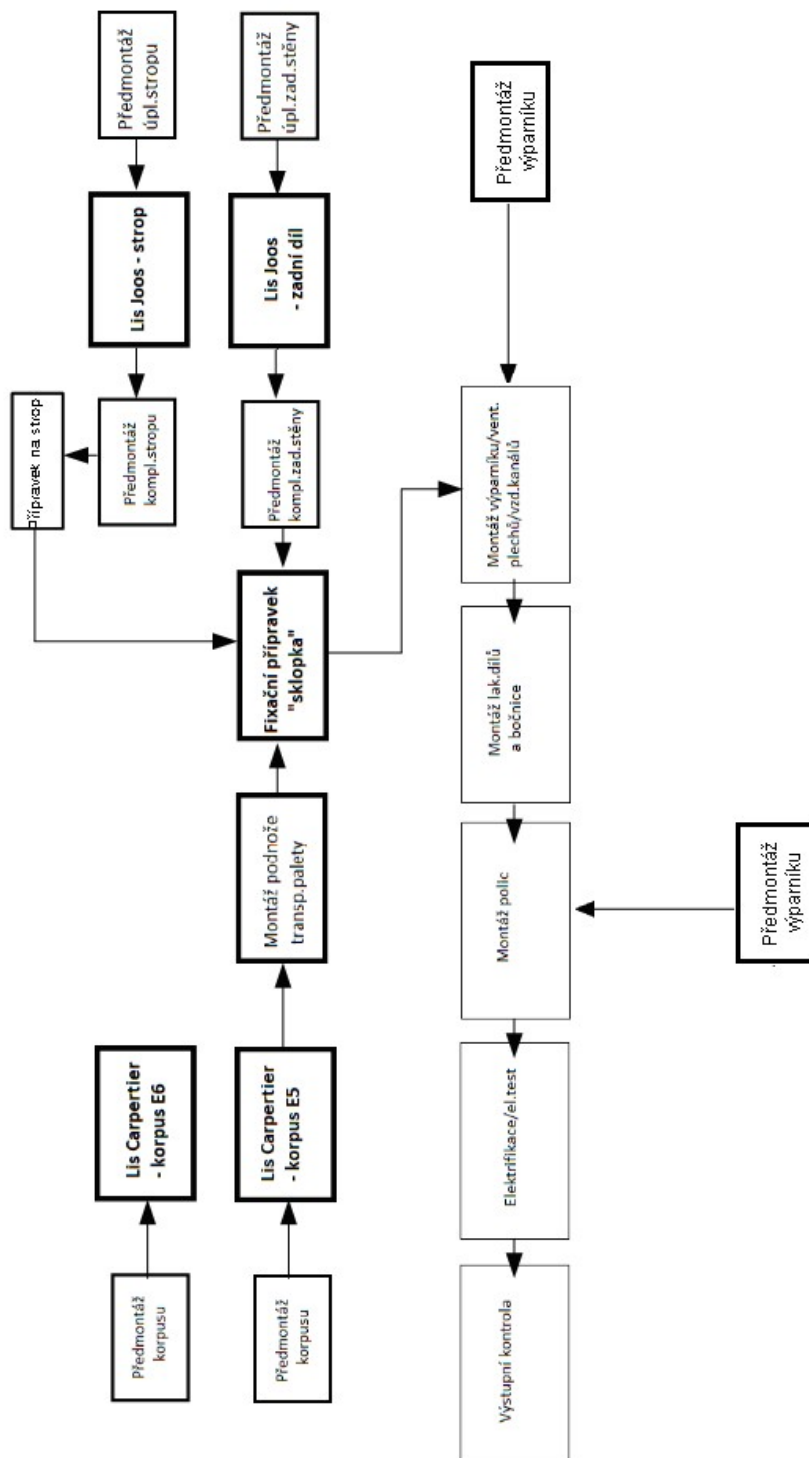 Předmontáž
úpl.stropu
Předmontáž
úpl.zad.stěny
Předmontáž
výparníku
Lis Joos - strop
Lis Joos
- zadní díl
Přípravek na strop
Předmontáž
kompl.stropu
Předmontáž
kompl.zad.stěny
Montáž výparníku/vent.
plechů/vzd.kanálů
Fixační přípravek
"sklopka"
Montáž lak.dílů
a bočnice
Montáž podnože
transp.palety
Montáž polic
Předmontáž
výparníku
Lis Carpertier
- korpus E6
Lis Carpertier
- korpus E5
Elektrifikace/el.test
Předmontáž
korpusu
Předmontáž
korpusu
Výstupní kontrola